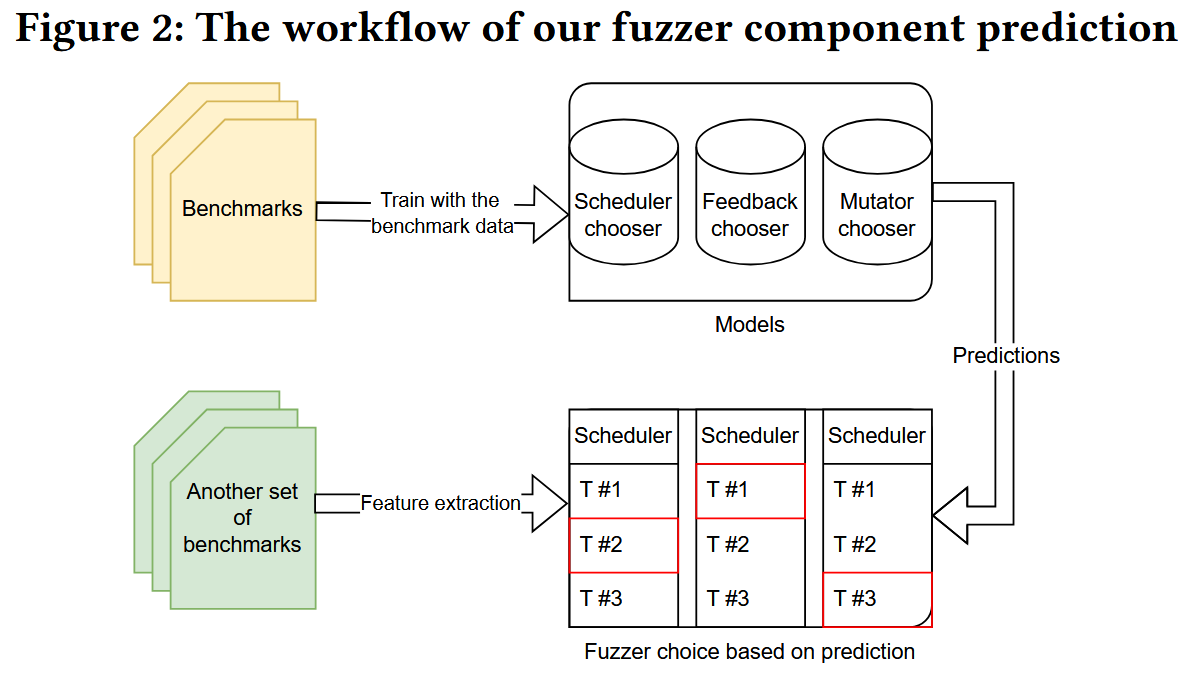 Figure 2: The workflow of our fuzzer component prediction
Benchmarks
Train with the
benchmark data
Scheduler
chooser
Feedback
chooser
Mutator
chooser
Models
Predictions
Another set
of
benchmarks
Feature extraction
Scheduler
T #1
T #2
T #3
Scheduler
T #1
T #2
T #3
Scheduler
T #1
T #2
T #3
Fuzzer choice based on prediction